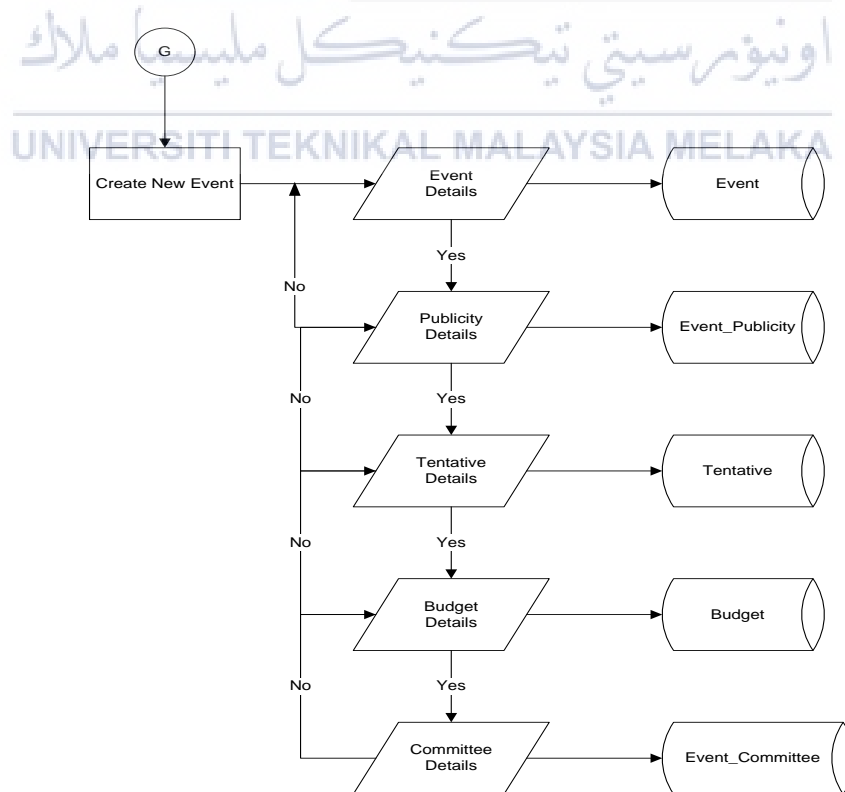 اونيۏرسيتي تيكنيكل مليسيا ملاك
G
UNIVERSITI TEKNIKAL MALAYSIA MELAKA
Create New Event
Event
Details
Event
Yes
No
Publicity
Details
Event_Publicity
No
Yes
Tentative
Details
Tentative
No
Yes
Budget
Details
Budget
No
Yes
Committee
Details
Event_Committee